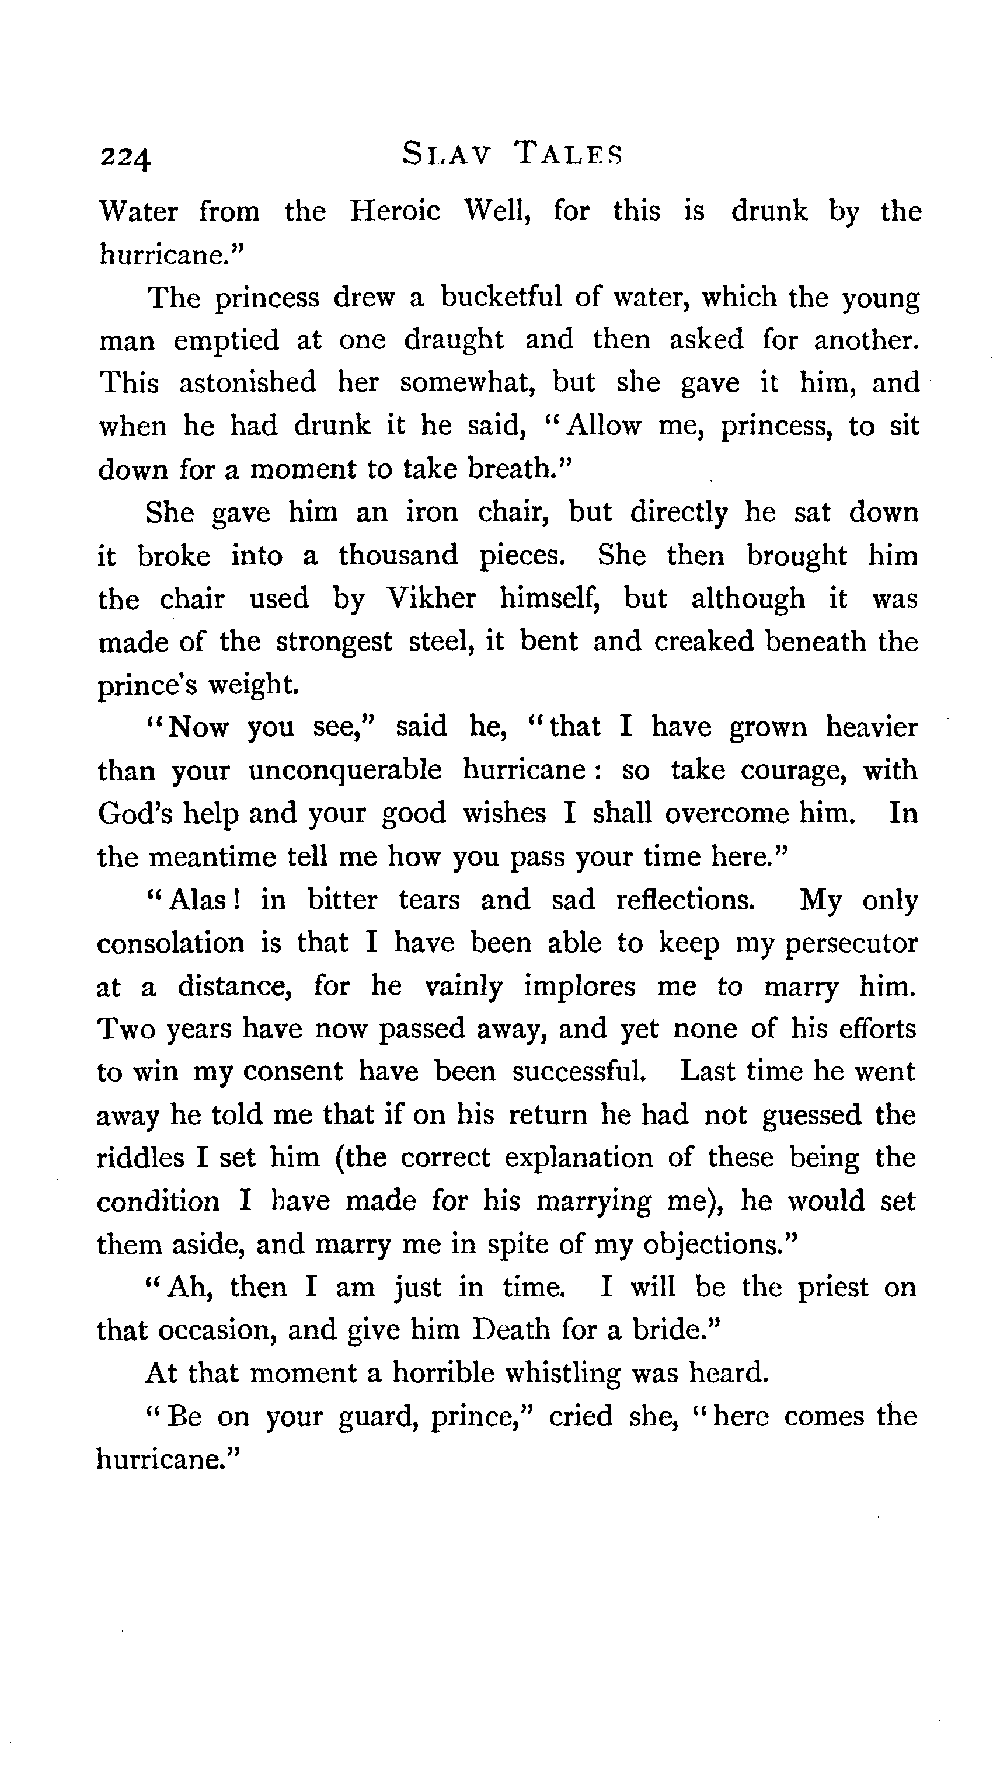 224 SLAV TALES
Water from the Heroic Well, for this is drunk by the
hurricane."
The princess drew a bucketful of water, which the young
man emptied at one draught and then asked for another.
This astonished her somewhat, but she gave it him, and
when he had drunk it he said, "Allow me, princess, to sit
down for a moment to take breath."
She gave him an iron chair, but directly he sat down
it broke into a thousand pieces. She then brought him
the chair used by Vikher himself, but although it was
made of the strongest steel, it bent and creaked beneath the
prince's weight.
"Now you see," said he, "that I have grown heavier
than your unconquerable hurricane : so take courage, with
God's help and your good wishes I shall overcome him. In
the meantime tell me how you pass your time here."
"Alas ! in bitter tears and sad reflections. My only
consolation is that I have been able to keep my persecutor
at a distance, for he vainly implores me to marry him.
Two years have now passed away, and yet none of his efforts
to win my consent have been successful. Last time he went
away he told me that if on his return he had not guessed the
riddles I set him (the correct explanation of these being the
condition I have made for his marrying me), he would set
them aside, and marry me in spite of my objections."
"Ah, then I am just in time. I will be the priest on
that occasion, and give him Death for a bride."
At that moment a horrible whistling was heard.
"Be on your guard, prince," cried she, "here comes the
hurricane."